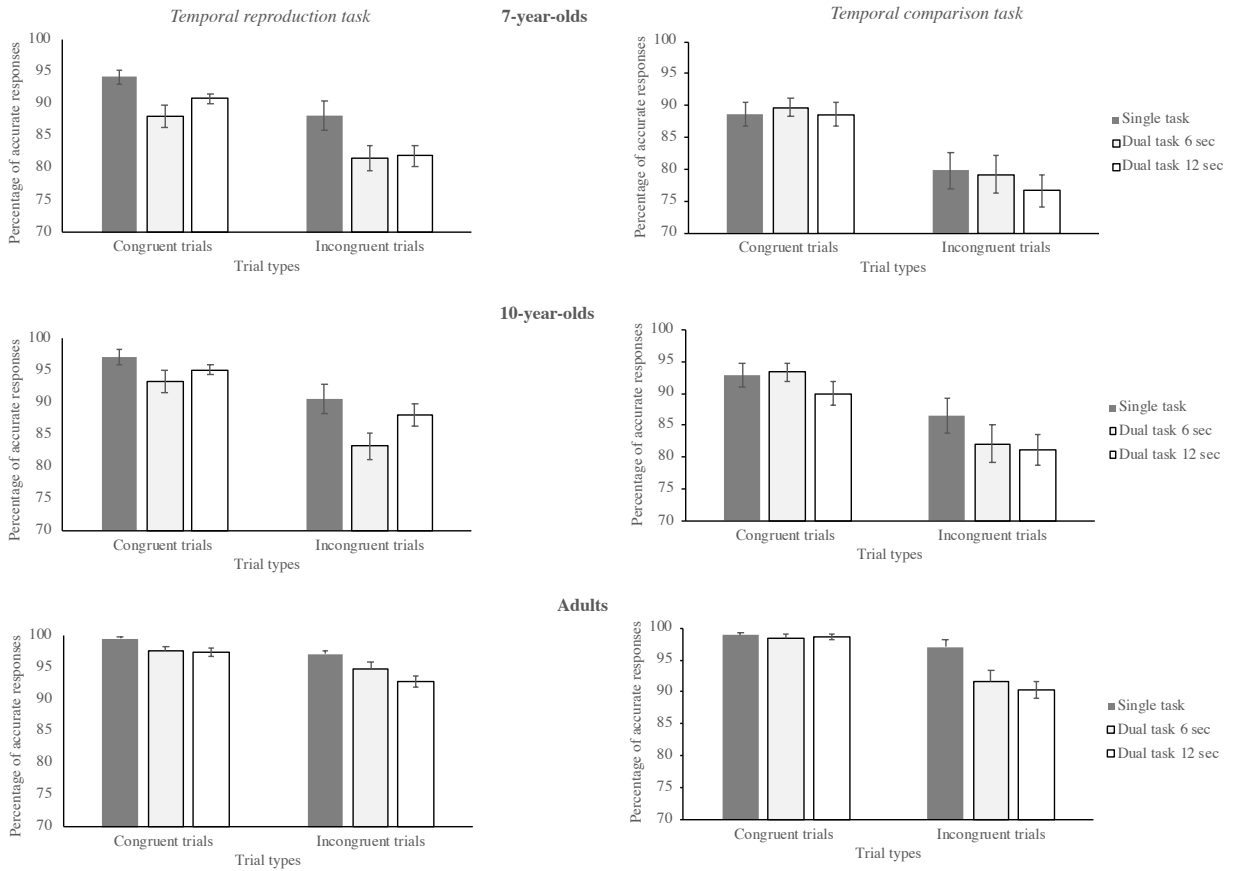 Temporal reproduction task
7-year-olds
Temporal comparison task
Percentage of accurate responses
100
95
90
85
80
75
70
Congruent trials
Incongruent trials
Trial types
Percentage of accurate responses
100
95
90
85
80
75
70
Congruent trials
Incongruent trials
Trial types
Single task
Dual task 6 sec
Dual task 12 sec
10-year-olds
Percentage of accurate responses
100
95
90
85
80
75
70
Congruent trials
Incongruent trials
Trial types
Percentage of accurate responses
100
95
90
85
80
75
70
Congruent trials
Incongruent trials
Trial types
Single task
Dual task 6 sec
Dual task 12 sec
Adults
Percentage of accurate responses
100
95
90
85
80
75
70
Congruent trials
Incongruent trials
Trial types
Percentage of accurate responses
100
95
90
85
80
75
70
Congruent trials
Incongruent trials
Trial types
Single task
Dual task 6 sec
Dual task 12 sec